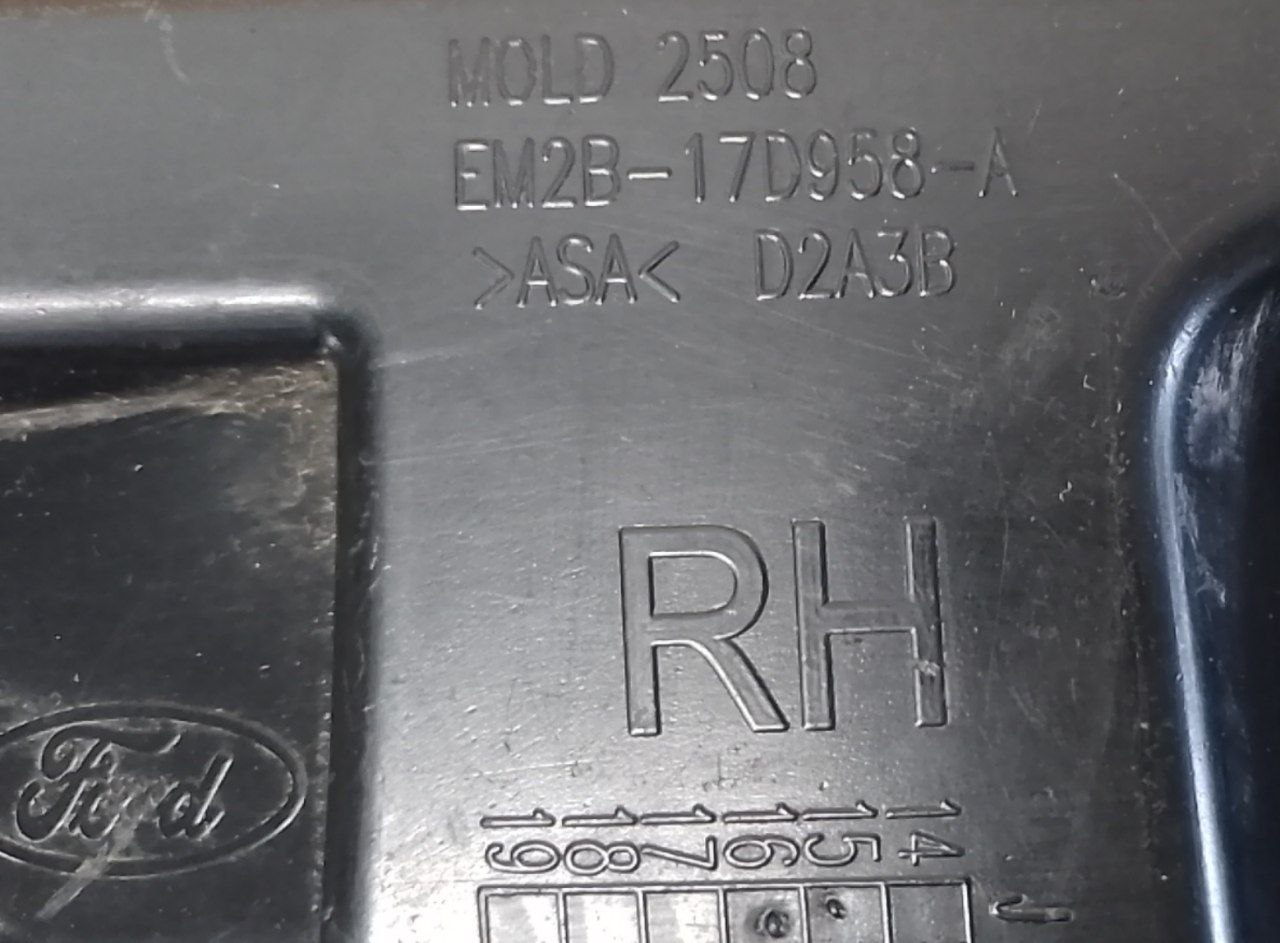 MOLD 2508
EM2B-17D958-A
>ASA< D2A3B
RH
Ford
14
15
16
17
18
19
J